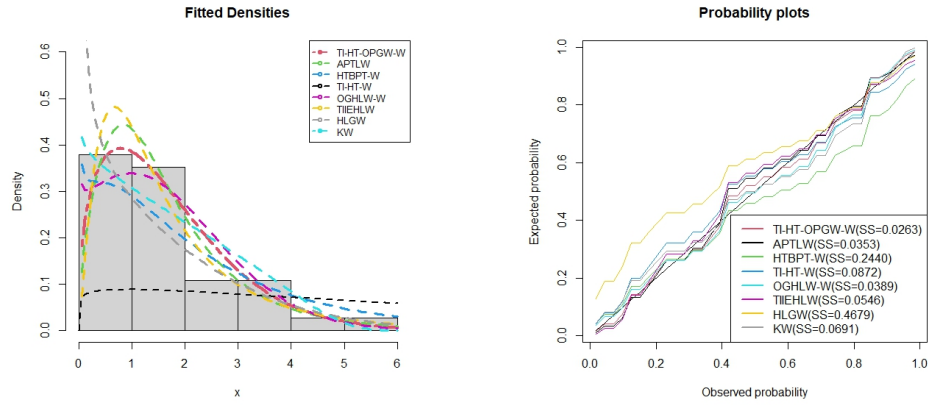 Fitted Densities
Density
0.0 0.1 0.2 0.3 0.4 0.5 0.6
TI-HT-OPGW-W
APTLW
HTBPT-W
TI-HT-W
OGHLW-W
TIIEHLW
HLGW
KW
0 1 2 3 4 5 6
x
Probability plots
Expected probability
0.0 0.2 0.4 0.6 0.8 1.0
TI-HT-OPGW-W(SS=0.0263)
APTLW(SS=0.0353)
HTBPT-W(SS=0.2440)
TI-HT-W(SS=0.0872)
OGHLW-W(SS=0.0389)
TIIEHLW(SS=0.0546)
HLGW(SS=0.4679)
KW(SS=0.0691)
0.0 0.2 0.4 0.6 0.8 1.0
Observed probability